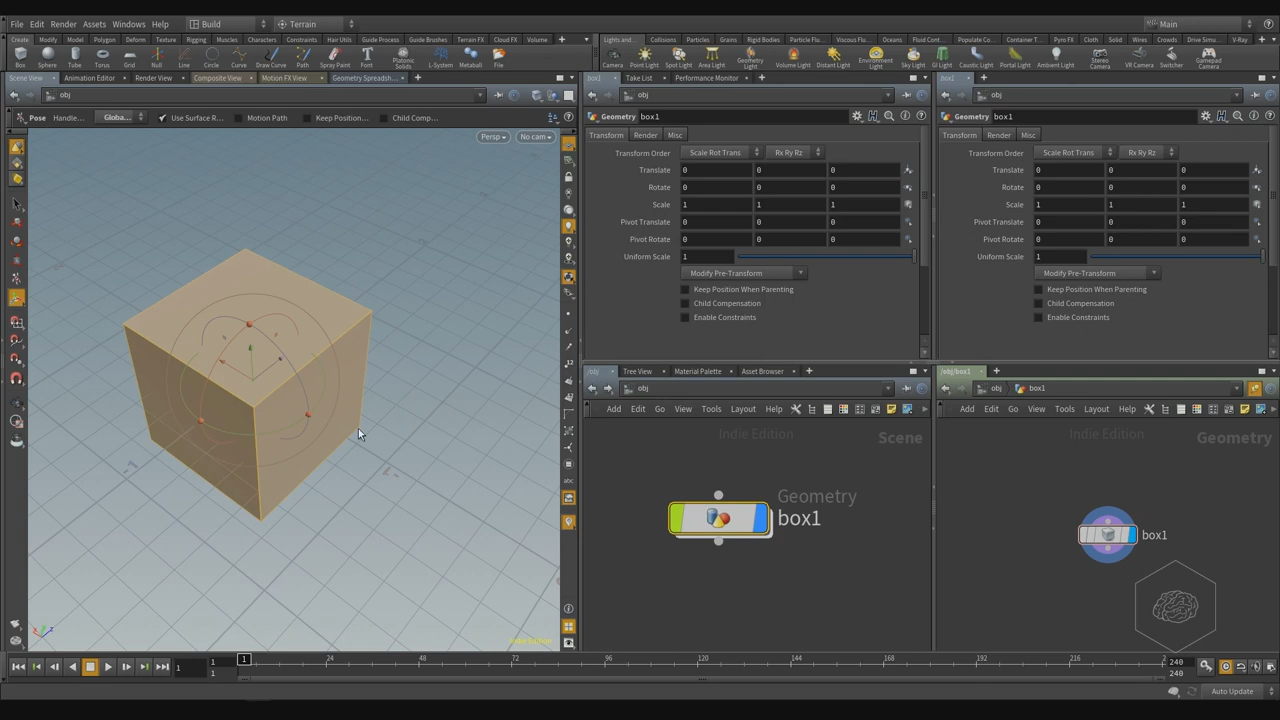 File Edit Render Assets Windows Help Build Terrain Main
Create Modify Model Polygon Deform Texture Rigging Muscles Characters Constraints Hair Utils Guide Process Guide Brushes Terrain FX Cloud FX Volume
Lights and... Collisions Particles Grains Rigid Bodies Particle Flu... Viscous Flu... Oceans Fluid Cont... Populate Co... Container T... Pyro FX Cloth Solid Wires Crowds Drive Simu... V-Ray
Box Sphere Tube Torus Grid Null Line Circle Curve Draw Curve Path Spray Paint Font Platonic Solids L-System Metaball File
Camera Point Light Spot Light Area Light Geometry Light Volume Light Distant Light Environment Light Sky Light GI Light Caustic Light Portal Light Ambient Light Stereo Camera VR Camera Gamepad Camera
Scene View Animation Editor Render View Composite View Motion FX View Geometry Spreadsh...
box1 Take List Performance Monitor
box1
obj
obj
obj
Pose Handle... Globa... Use Surface R... Motion Path Keep Position... Child Comp...
Geometry box1
Geometry box1
Persp No cam
Transform Render Misc
Transform Order Scale Rot Trans Rx Ry Rz
Translate 0 0 0
Rotate 0 0 0
Scale 1 1 1
Pivot Translate 0 0 0
Pivot Rotate 0 0 0
Uniform Scale 1
Modify Pre-Transform
Keep Position When Parenting
Child Compensation
Enable Constraints
Transform Render Misc
Transform Order Scale Rot Trans Rx Ry Rz
Translate 0 0 0
Rotate 0 0 0
Scale 1 1 1
Pivot Translate 0 0 0
Pivot Rotate 0 0 0
Uniform Scale 1
Modify Pre-Transform
Keep Position When Parenting
Child Compensation
Enable Constraints
/obj Tree View Material Palette Asset Browser
obj
Add Edit Go View Tools Layout Help
Indie Edition Scene
Geometry
box1
/obj/box1
obj box1
Add Edit Go View Tools Layout Help
Indie Edition Geometry
box1
abc
Indie Edition
1 1 1 24 48 72 96 120 144 168 192 216 240
1 240
Auto Update